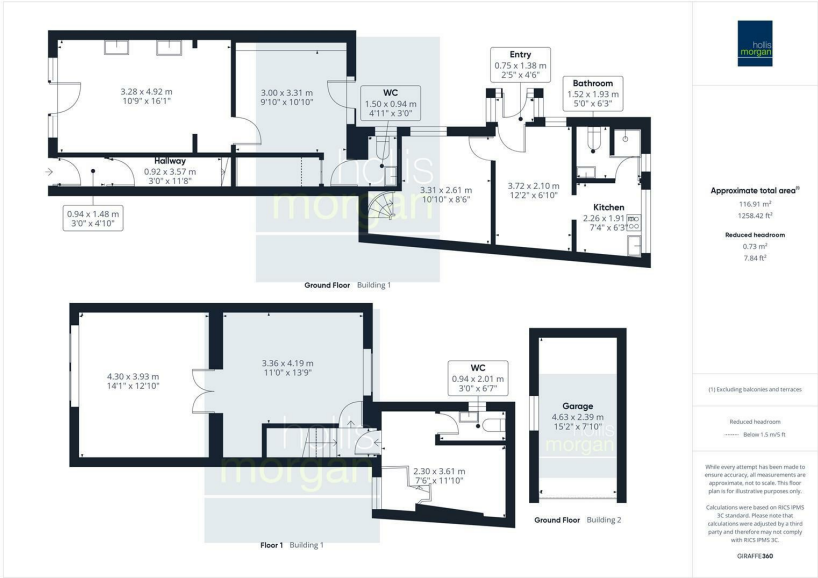 3.28 x 4.92 m
10'9" x 16'1"
3.00 x 3.31 m
9'10" x 10'10"
WC
1.50 x 0.94 m
4'11" x 3'0"
Entry
0.75 x 1.38 m
2'5" x 4'6"
Bathroom
1.52 x 1.93 m
5'0" x 6'3"
Hallway
0.92 x 3.57 m
3'0" x 11'8"
0.94 x 1.48 m
3'0" x 4'10"
hollis
morgan
3.31 x 2.61 m
10'10" x 8'6"
3.72 x 2.10 m
12'2" x 6'10"
Kitchen
2.26 x 1.91 m
7'4" x 6'3"
Ground Floor Building 1
4.30 x 3.93 m
14'1" x 12'10"
3.36 x 4.19 m
11'0" x 13'9"
WC
0.94 x 2.01 m
3'0" x 6'7"
hollis
morgan
2.30 x 3.61 m
7'6" x 11'10"
Floor 1 Building 1
Garage
4.63 x 2.39 m
15'2" x 7'10"
Ground Floor Building 2
hollis
morgan
Approximate total area(1)
116.91 m²
1258.42 ft²
Reduced headroom
0.73 m²
7.84 ft²
(1) Excluding balconies and terraces
Reduced headroom
Below 1.5 m/5 ft
While every attempt has been made to
ensure accuracy, all measurements are
approximate, not to scale. This floor
plan is for illustrative purposes only.
Calculations were based on RICS IPMS
3C standard. Please note that
calculations were adjusted by a third
party and therefore may not comply
with RICS IPMS 3C.
GIRAFFE360